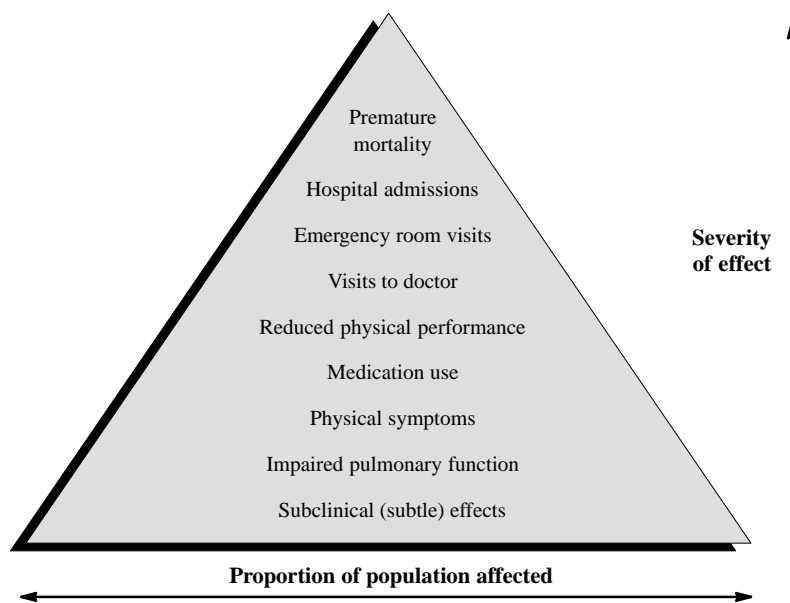 Premature
mortality
Hospital admissions
Emergency room visits
Visits to doctor
Reduced physical performance
Medication use
Physical symptoms
Impaired pulmonary function
Subclinical (subtle) effects
Severity
of effect
Proportion of population affected